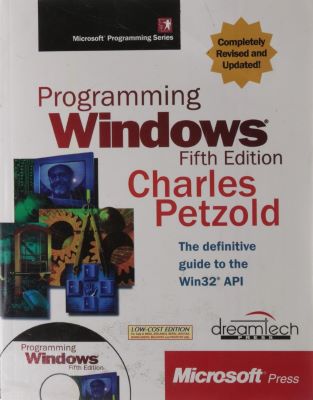 Microsoft® Programming Series
Completely
Revised and
Updated!
Programming
Windows®
Fifth Edition
Charles
Petzold
The definitive
guide to the
Win32® API
LOW-COST EDITION
dreamtech
PRESS
Programming
Windows®
Fifth Edition
Microsoft Press